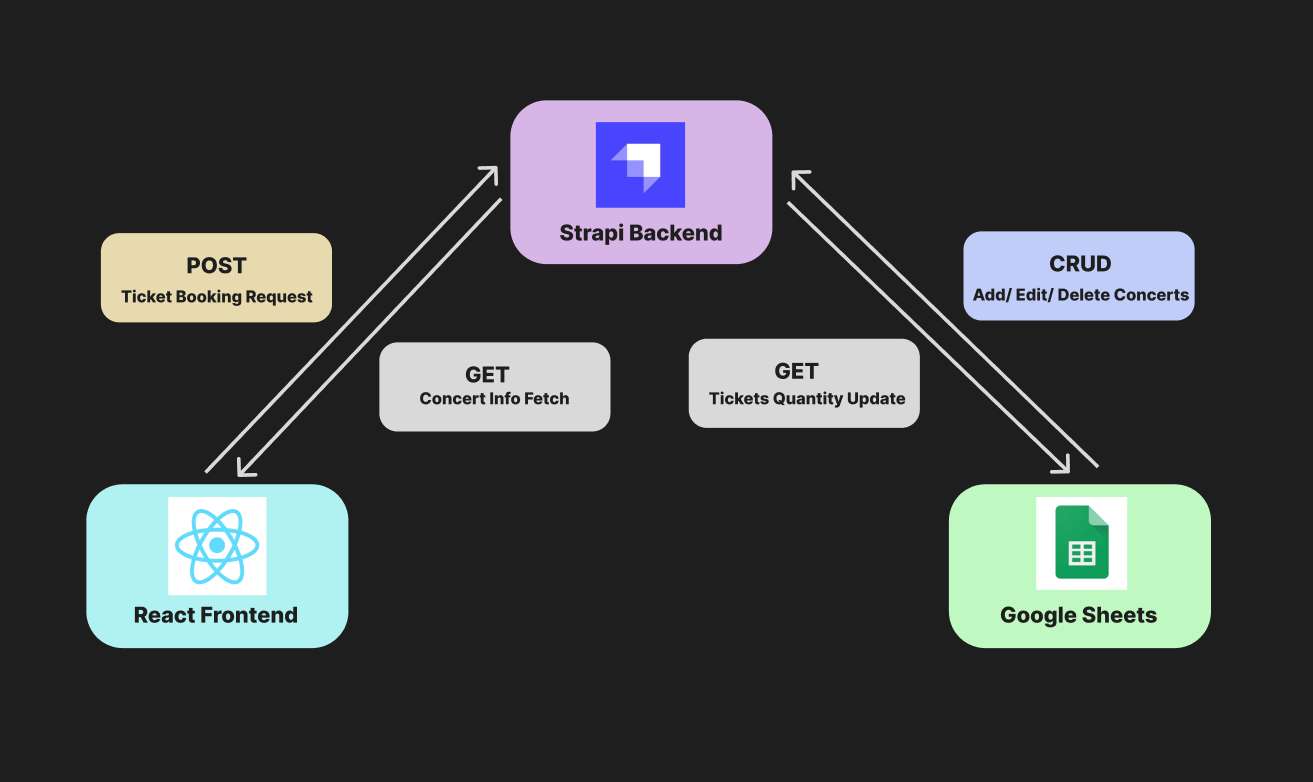 Strapi Backend
POST
Ticket Booking Request
CRUD
Add/ Edit/ Delete Concerts
GET
Concert Info Fetch
GET
Tickets Quantity Update
React Frontend
Google Sheets